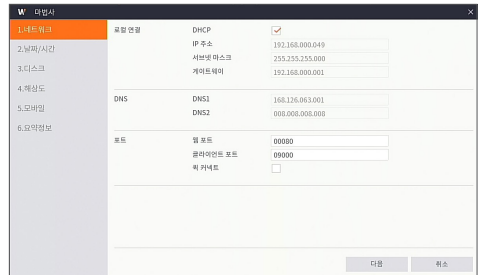 W 마법사 ×
1.네트워크
2.날짜/시간
3.디스크
4.해상도
5.모바일
6.요약정보
로컬 연결 DHCP
IP 주소 192.168.000.049
서브넷 마스크 255.255.255.000
게이트웨이 192.168.000.001
DNS DNS1 168.126.063.001
DNS2 008.008.008.008
포트 웹 포트 00080
클라이언트 포트 09000
퀵 커넥트
다음 취소